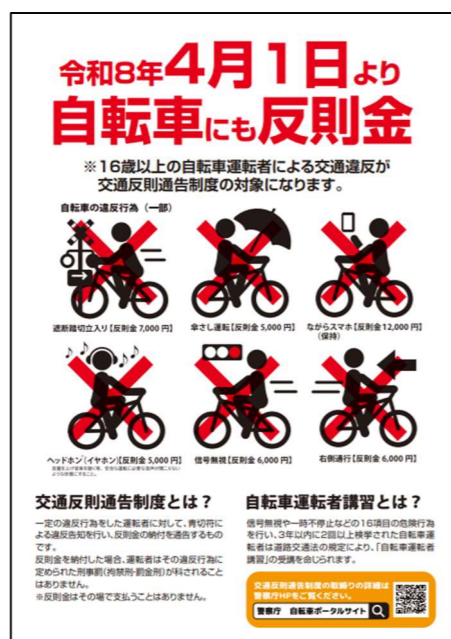 令和8年4月1日より
自転車にも反則金
※16歳以上の自転車運転者による交通違反が
交通反則通告制度の対象になります。
自転車の違反行為（一部）
遮断踏切立入り【反則金7,000円】
傘さし運転【反則金5,000円】
ながらスマホ【反則金12,000円】
（保持）
ヘッドホン（イヤホン）【反則金5,000円】
信号無視【反則金6,000円】
右側通行【反則金6,000円】
交通反則通告制度とは？
一定の違反行為をした運転者に対して、青切符に
よる違反告知を行い、反則金の納付を通告するもの
です。
反則金を納付した場合、運転者はその違反行為に
定められた刑事罰(拘禁刑・罰金刑)が科されること
はありません。
※反則金はその場で支払うことはありません。
自転車運転者講習とは？
信号無視や一時不停止などの16項目の危険行為
を行い、3年以内に2回以上検挙された自転車運
転者は道路交通法の規定により、「自転車運転者
講習」の受講を命じられます。
交通反則通告制度の取締りの詳細は
警察庁HPをご覧ください。
警察庁 自転車ポータルサイト